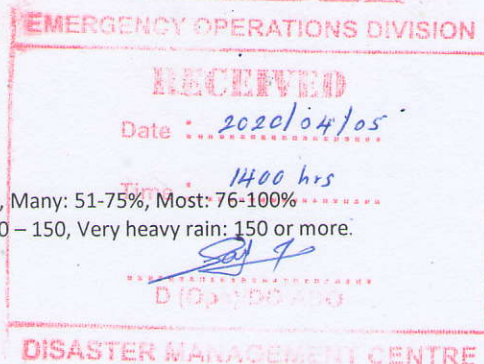 EMERGENCY OPERATIONS DIVISION
RECEIVED
Date : 2020/04/05
Time : 1400 hrs
, Many: 51-75%, Most: 76-100%
0 – 150, Very heavy rain: 150 or more.
DISASTER MANAGEMENT CENTRE